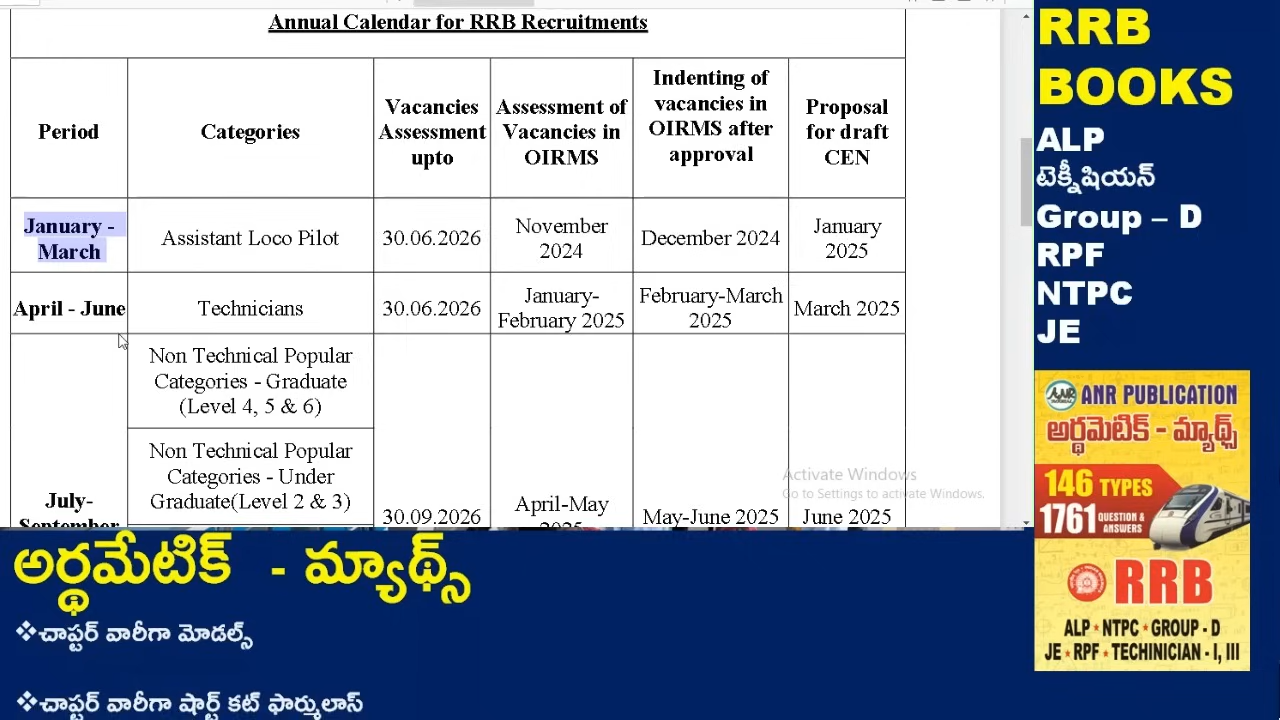 Annual Calendar for RRB Recruitments
Period
Categories
Vacancies
Assessment
upto
Assessment of
Vacancies in
OIRMS
Indenting of
vacancies in
OIRMS after
approval
Proposal
for draft
CEN
January -
March
Assistant Loco Pilot
30.06.2026
November
2024
December 2024
January
2025
April - June
Technicians
30.06.2026
January-
February 2025
February-March
2025
March 2025
Non Technical Popular
Categories - Graduate
(Level 4, 5 & 6)
Non Technical Popular
Categories - Under
Graduate(Level 2 & 3)
July-
September
30.09.2026
April-May
2025
May-June 2025
June 2025
Activate Windows
Go to Settings to activate Windows.
RRB
BOOKS
ALP
టెక్నీషియన్
Group – D
RPF
NTPC
JE
ANR PUBLICATION
అర్థమెటిక్ - మ్యాథ్స్
146 TYPES
1761 QUESTION &
ANSWERS
RRB
ALP ★ NTPC ★ GROUP - D
JE ★ RPF ★ TECHINICIAN - I, III
అర్థమేటిక్ - మ్యాథ్స్
❖చాప్టర్ వారీగా మోడల్స్
❖చాప్టర్ వారీగా షార్ట్ కట్ ఫార్ములాస్